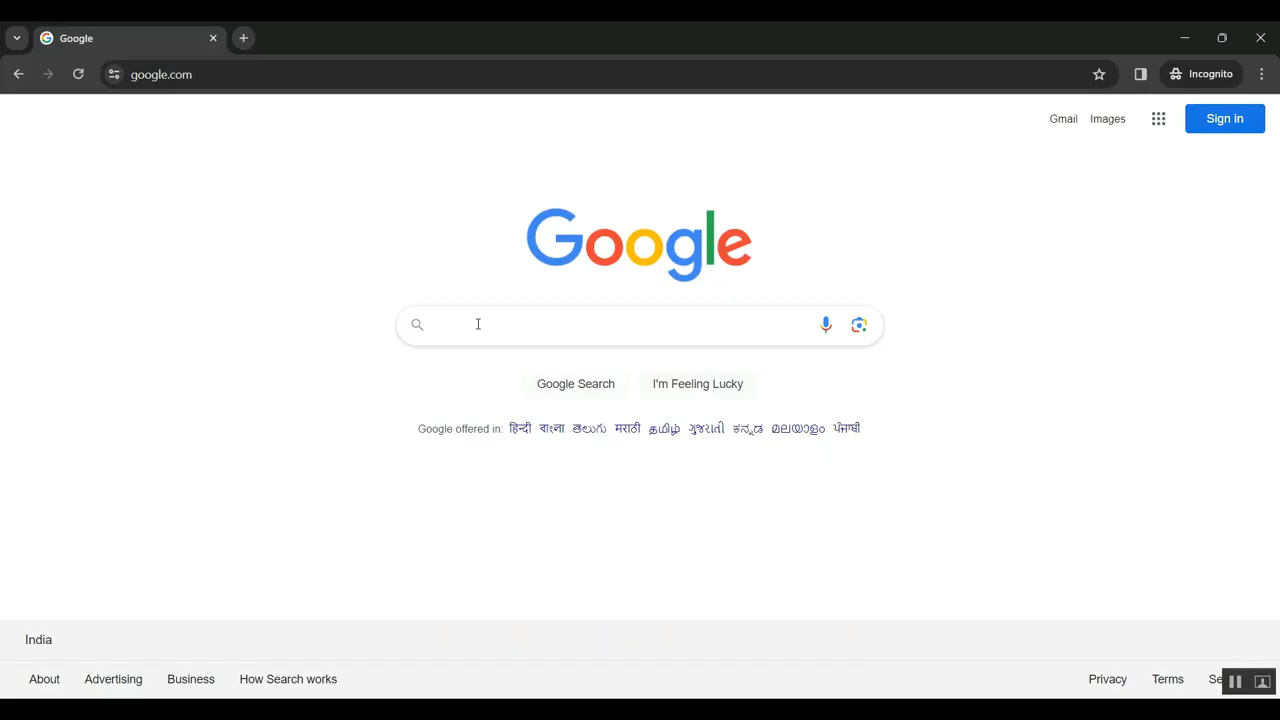 Google
google.com
Incognito
Gmail Images Sign in
Google
Google Search I'm Feeling Lucky
Google offered in: हिन्दी বাংলা తెలుగు मराठी தமிழ் ગુજરાતી ಕನ್ನಡ മലയാളം ਪੰਜਾਬੀ
India
About Advertising Business How Search works Privacy Terms Se